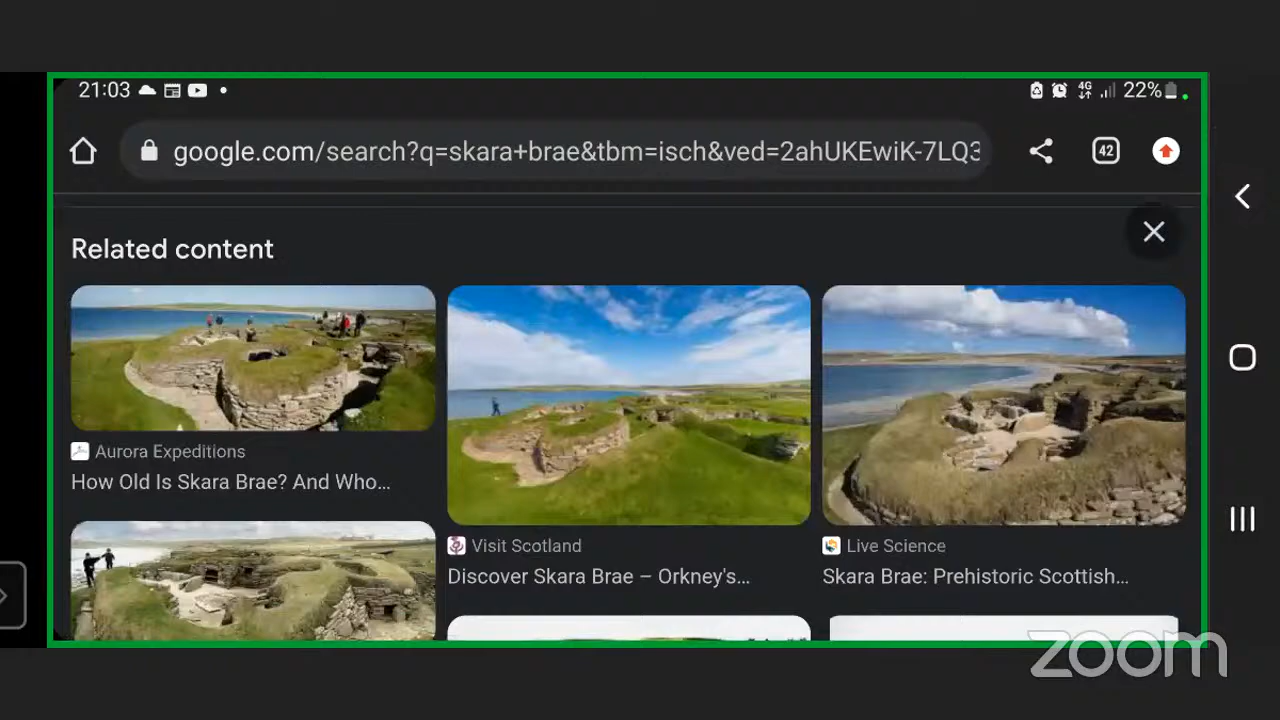 21:03
4G
22%
google.com/search?q=skara+brae&tbm=isch&ved=2ahUKEwiK-7LQ3
42
Related content
Aurora Expeditions
How Old Is Skara Brae? And Who...
Visit Scotland
Discover Skara Brae – Orkney's...
Live Science
Skara Brae: Prehistoric Scottish...
zoom